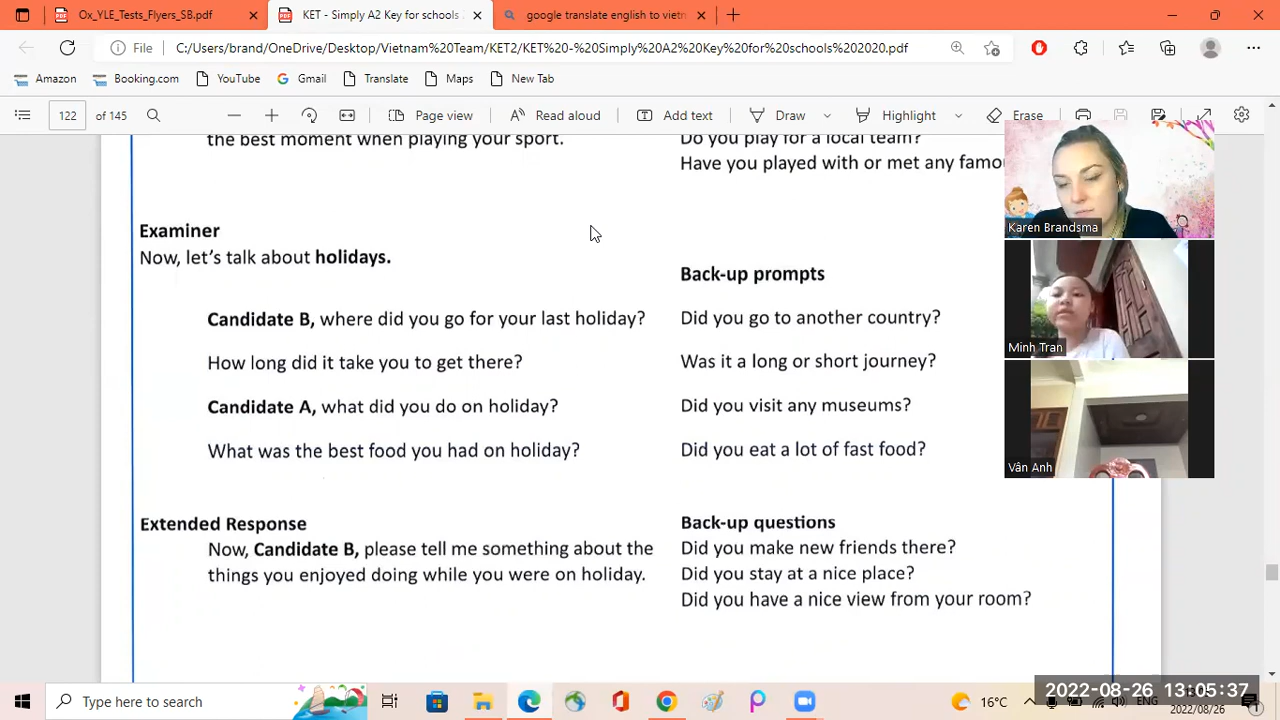 Ox_YLE_Tests_Flyers_SB.pdf
KET - Simply A2 Key for schools
google translate english to vietn
File
C:/Users/brand/OneDrive/Desktop/Vietnam%20Team/KET2/KET%20-%20Simply%20A2%20Key%20for%20schools%202020.pdf
Amazon
Booking.com
YouTube
Gmail
Translate
Maps
New Tab
122 of 145
Page view
Read aloud
Add text
Draw
Highlight
Erase
the best moment when playing your sport.
Do you play for a local team?
Have you played with or met any famo
Examiner
Now, let's talk about holidays.
Back-up prompts
Candidate B, where did you go for your last holiday?
Did you go to another country?
How long did it take you to get there?
Was it a long or short journey?
Candidate A, what did you do on holiday?
Did you visit any museums?
What was the best food you had on holiday?
Did you eat a lot of fast food?
Extended Response
Now, Candidate B, please tell me something about the
things you enjoyed doing while you were on holiday.
Back-up questions
Did you make new friends there?
Did you stay at a nice place?
Did you have a nice view from your room?
Karen Brandsma
Minh Tran
Vân Anh
Type here to search
16°C
ENG
2022-08-26 13:05:37
2022/08/26